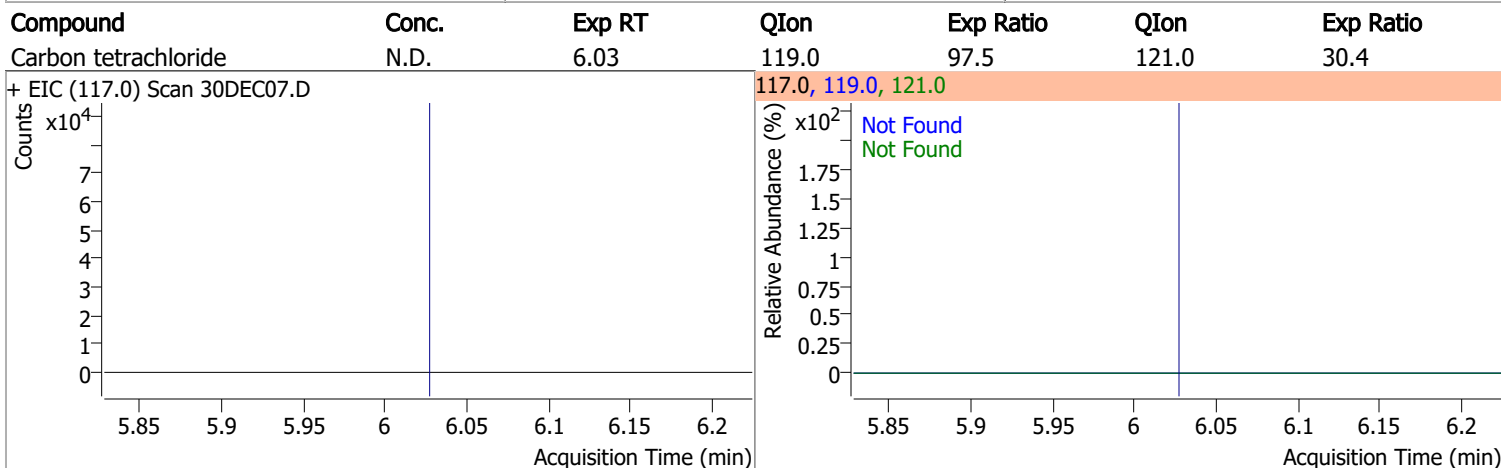 Compound Conc. Exp RT QIon Exp Ratio QIon Exp Ratio
Carbon tetrachloride N.D. 6.03 119.0 97.5 121.0 30.4
+ EIC (117.0) Scan 30DEC07.D
Counts
x10⁴
7
6
5
4
3
2
1
0
5.85 5.9 5.95 6 6.05 6.1 6.15 6.2
Acquisition Time (min)
117.0, 119.0, 121.0
Relative Abundance (%)
x10²
Not Found
Not Found
1.75
1.5
1.25
1
0.75
0.5
0.25
0
5.85 5.9 5.95 6 6.05 6.1 6.15 6.2
Acquisition Time (min)